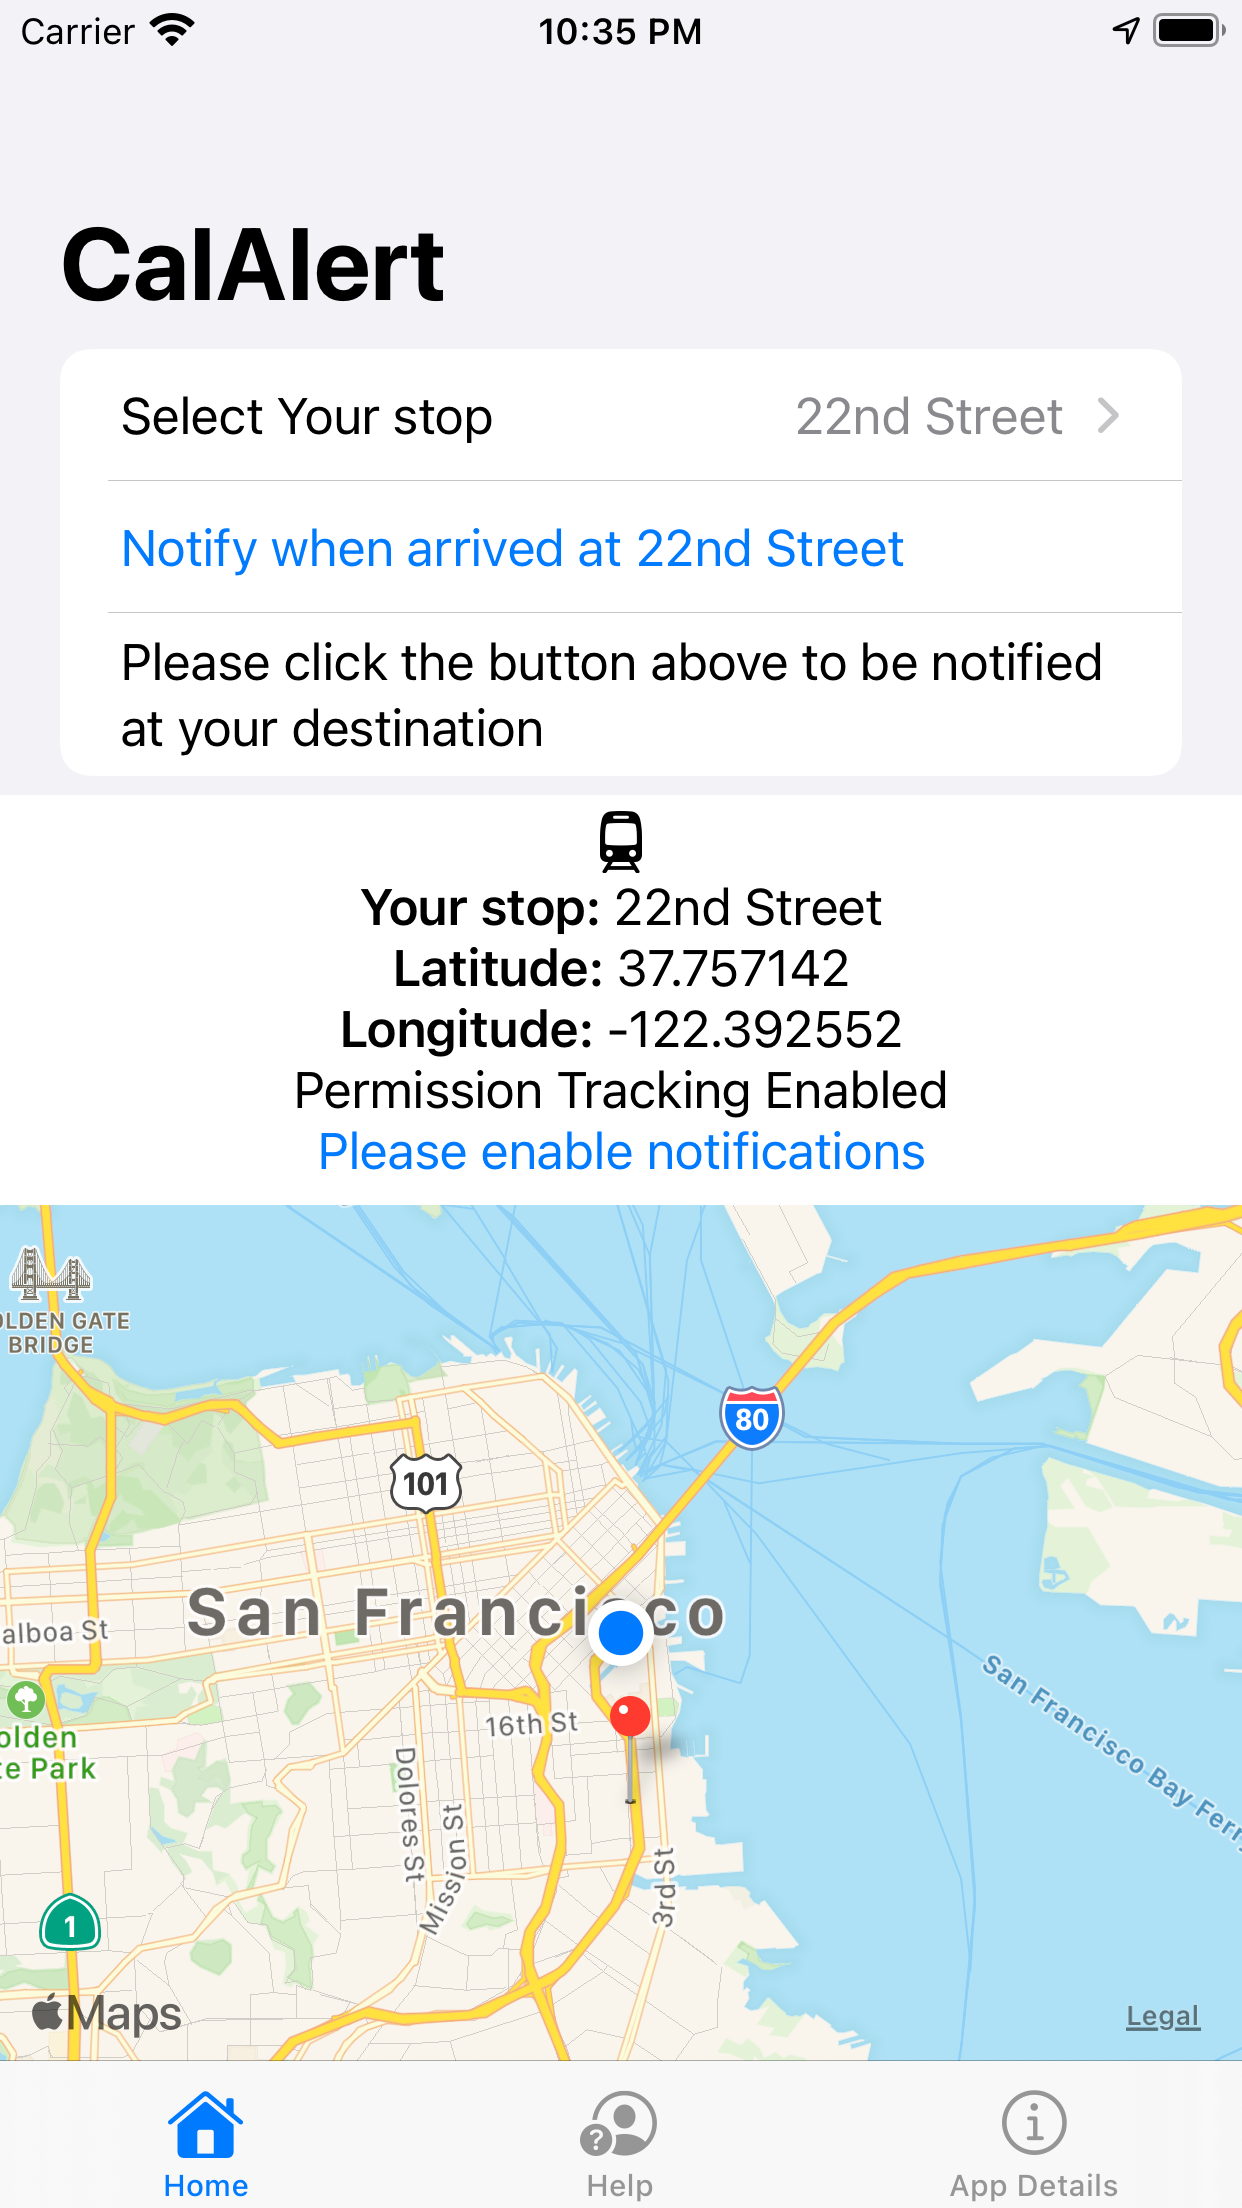 Carrier 10:35 PM
CalAlert
Select Your stop 22nd Street
Notify when arrived at 22nd Street
Please click the button above to be notified
at your destination
Your stop: 22nd Street
Latitude: 37.757142
Longitude: -122.392552
Permission Tracking Enabled
Please enable notifications
OLDEN GATE
BRIDGE
80
101
San Francisco
alboa St
16th St
olden
te Park
Dolores St
Mission St
3rd St
San Francisco Bay Ferry
1
Maps
Legal
?
Home Help App Details